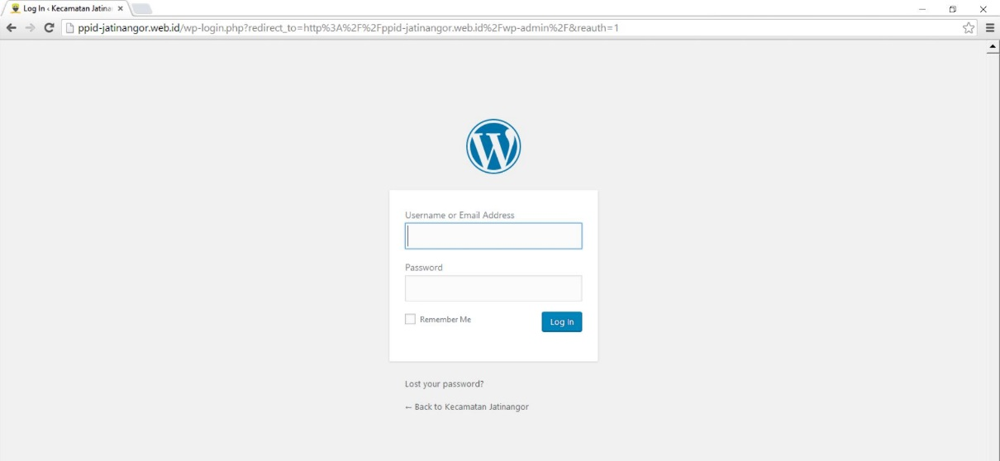 Log In ‹ Kecamatan Jatina
ppid-jatinangor.web.id/wp-login.php?redirect_to=http%3A%2F%2Fppid-jatinangor.web.id%2Fwp-admin%2F&reauth=1
Username or Email Address
Password
Remember Me
Log In
Lost your password?
← Back to Kecamatan Jatinangor